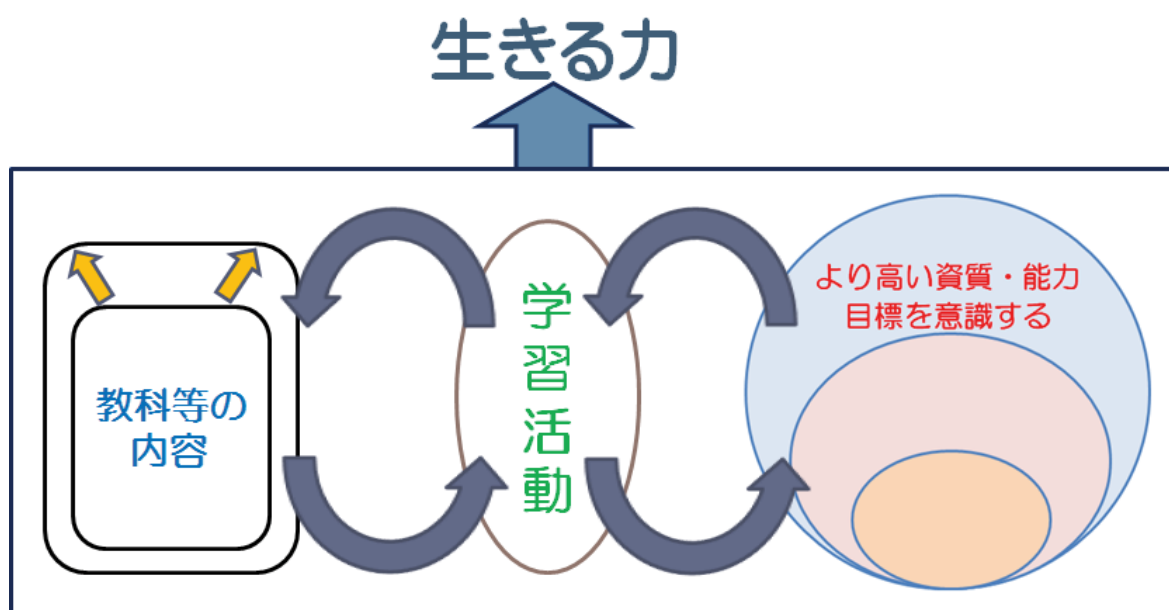 生きる力
教科等の
内容
学習活動
より高い資質・能力
目標を意識する